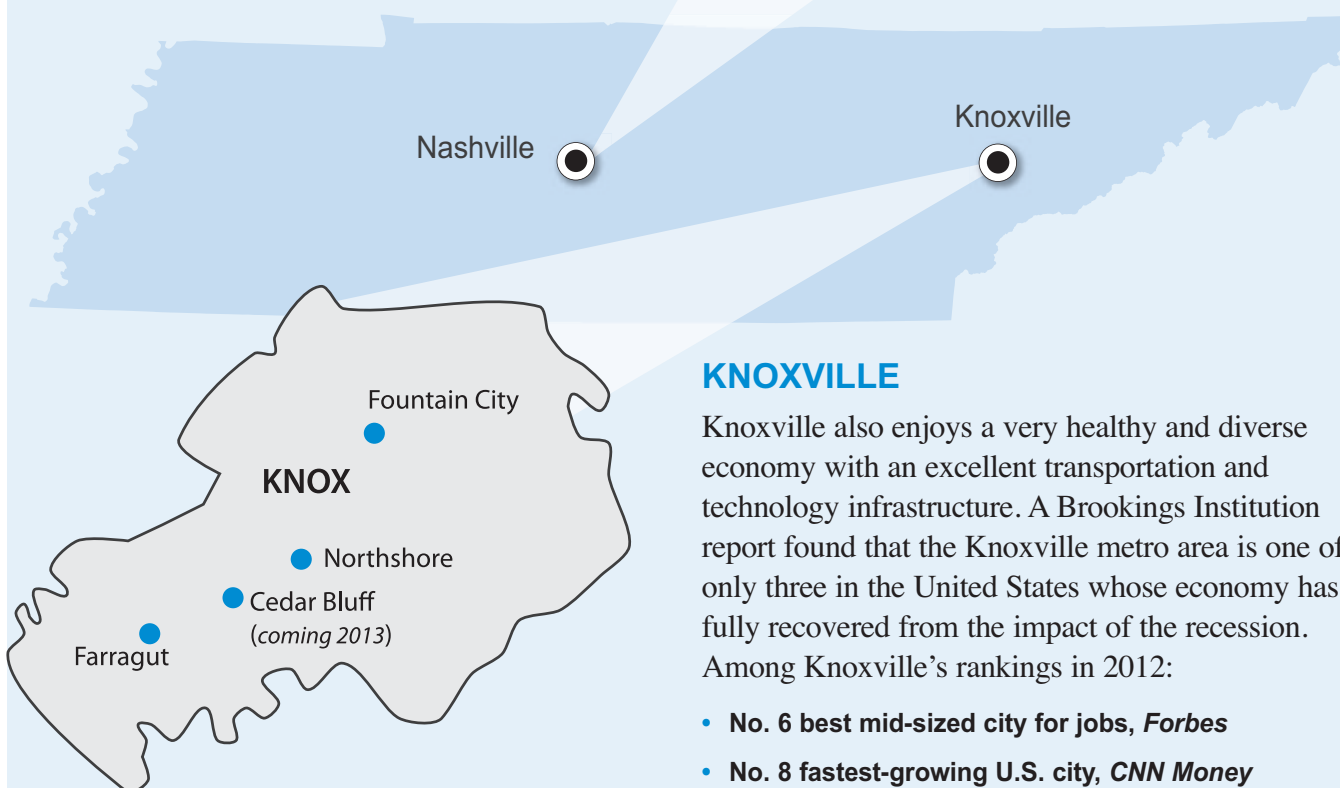 Nashville
Knoxville
Fountain City
KNOX
Northshore
Cedar Bluff
(coming 2013)
Farragut
KNOXVILLE
Knoxville also enjoys a very healthy and diverse
economy with an excellent transportation and
technology infrastructure. A Brookings Institution
report found that the Knoxville metro area is one of
only three in the United States whose economy has
fully recovered from the impact of the recession.
Among Knoxville’s rankings in 2012:
• No. 6 best mid-sized city for jobs, Forbes
• No. 8 fastest-growing U.S. city, CNN Money